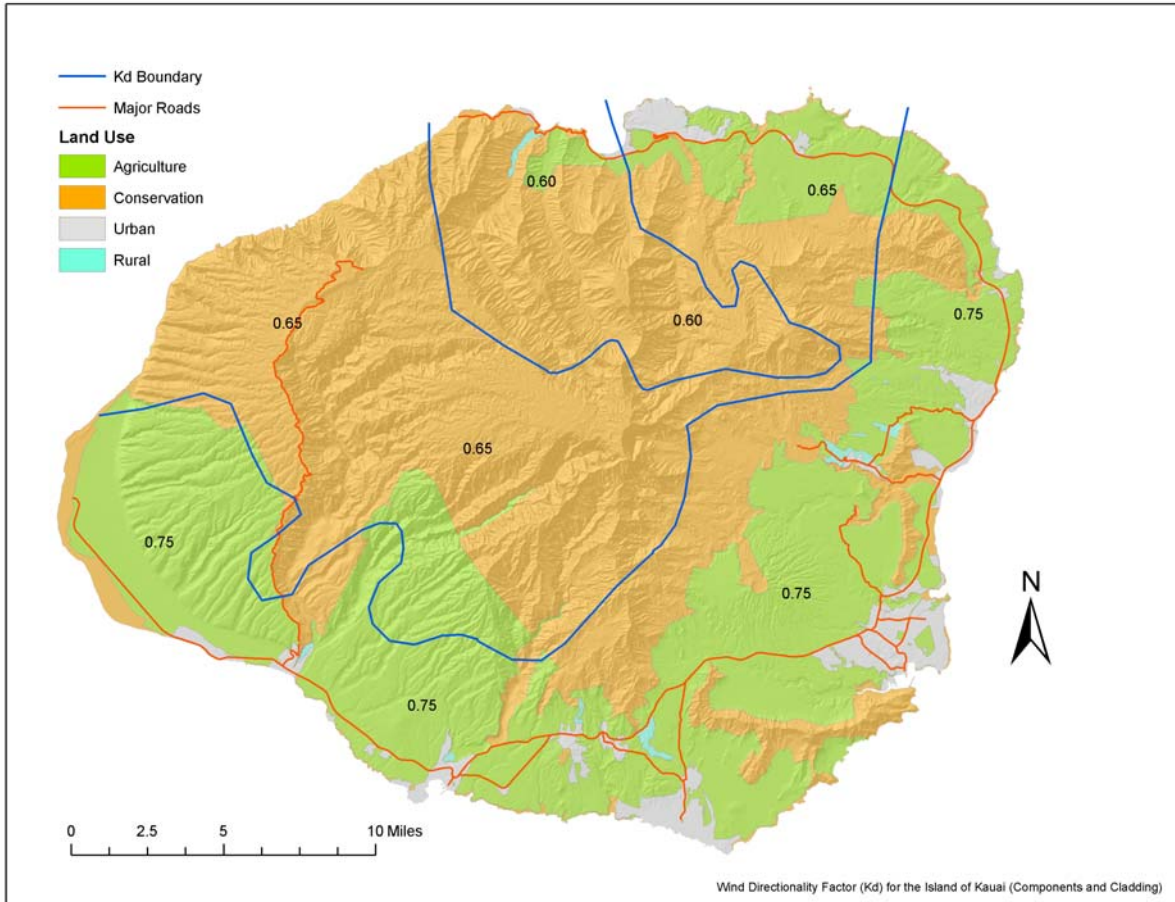 Kd Boundary
Major Roads
Land Use
Agriculture
Conservation
Urban
Rural
0.60
0.65
0.65
0.60
0.75
0.65
0.75
0.75
0.75
N
0 2.5 5 10 Miles
Wind Directionality Factor (Kd) for the Island of Kauai (Components and Cladding)